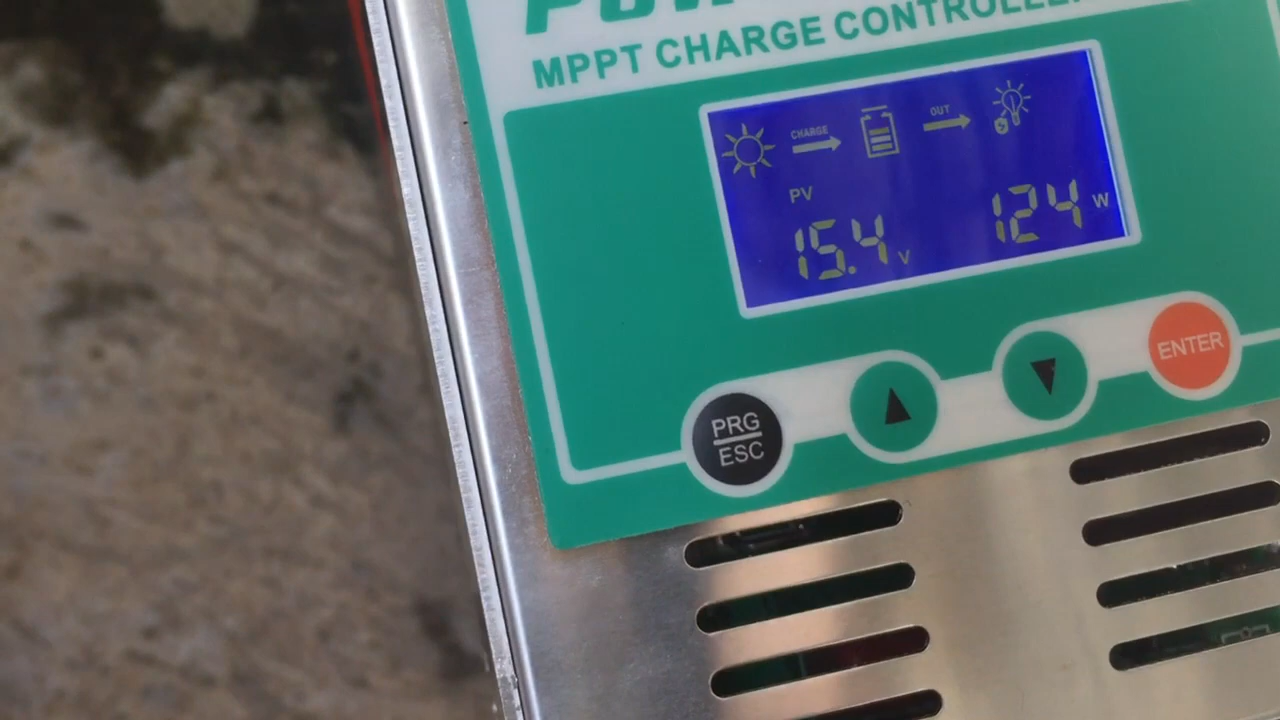 MPPT CHARGE CONTROLLER
CHARGE
OUT
PV
15.4 V
124 W
PRG
ESC
ENTER